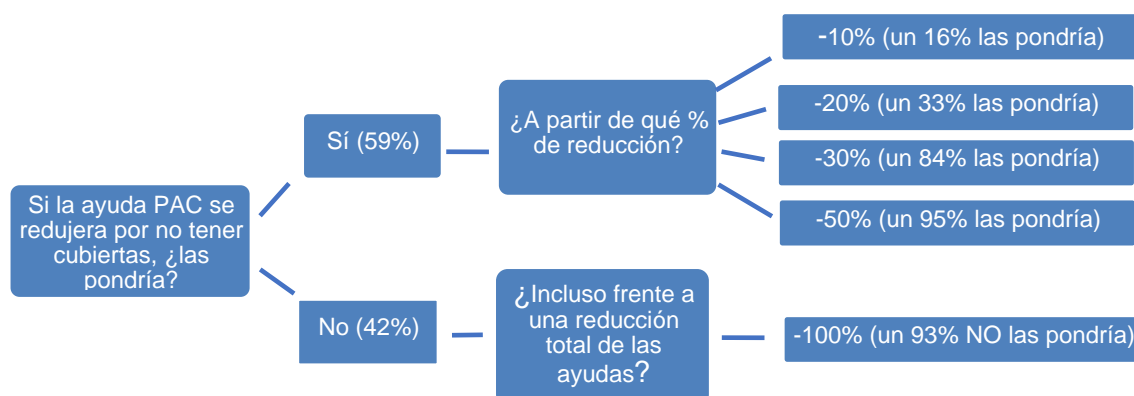 Si la ayuda PAC se
redujera por no tener
cubiertas, ¿las
pondría?
Sí (59%)
¿A partir de qué %
de reducción?
-10% (un 16% las pondría)
-20% (un 33% las pondría)
-30% (un 84% las pondría)
-50% (un 95% las pondría)
No (42%)
¿Incluso frente a
una reducción
total de las
ayudas?
-100% (un 93% NO las pondría)